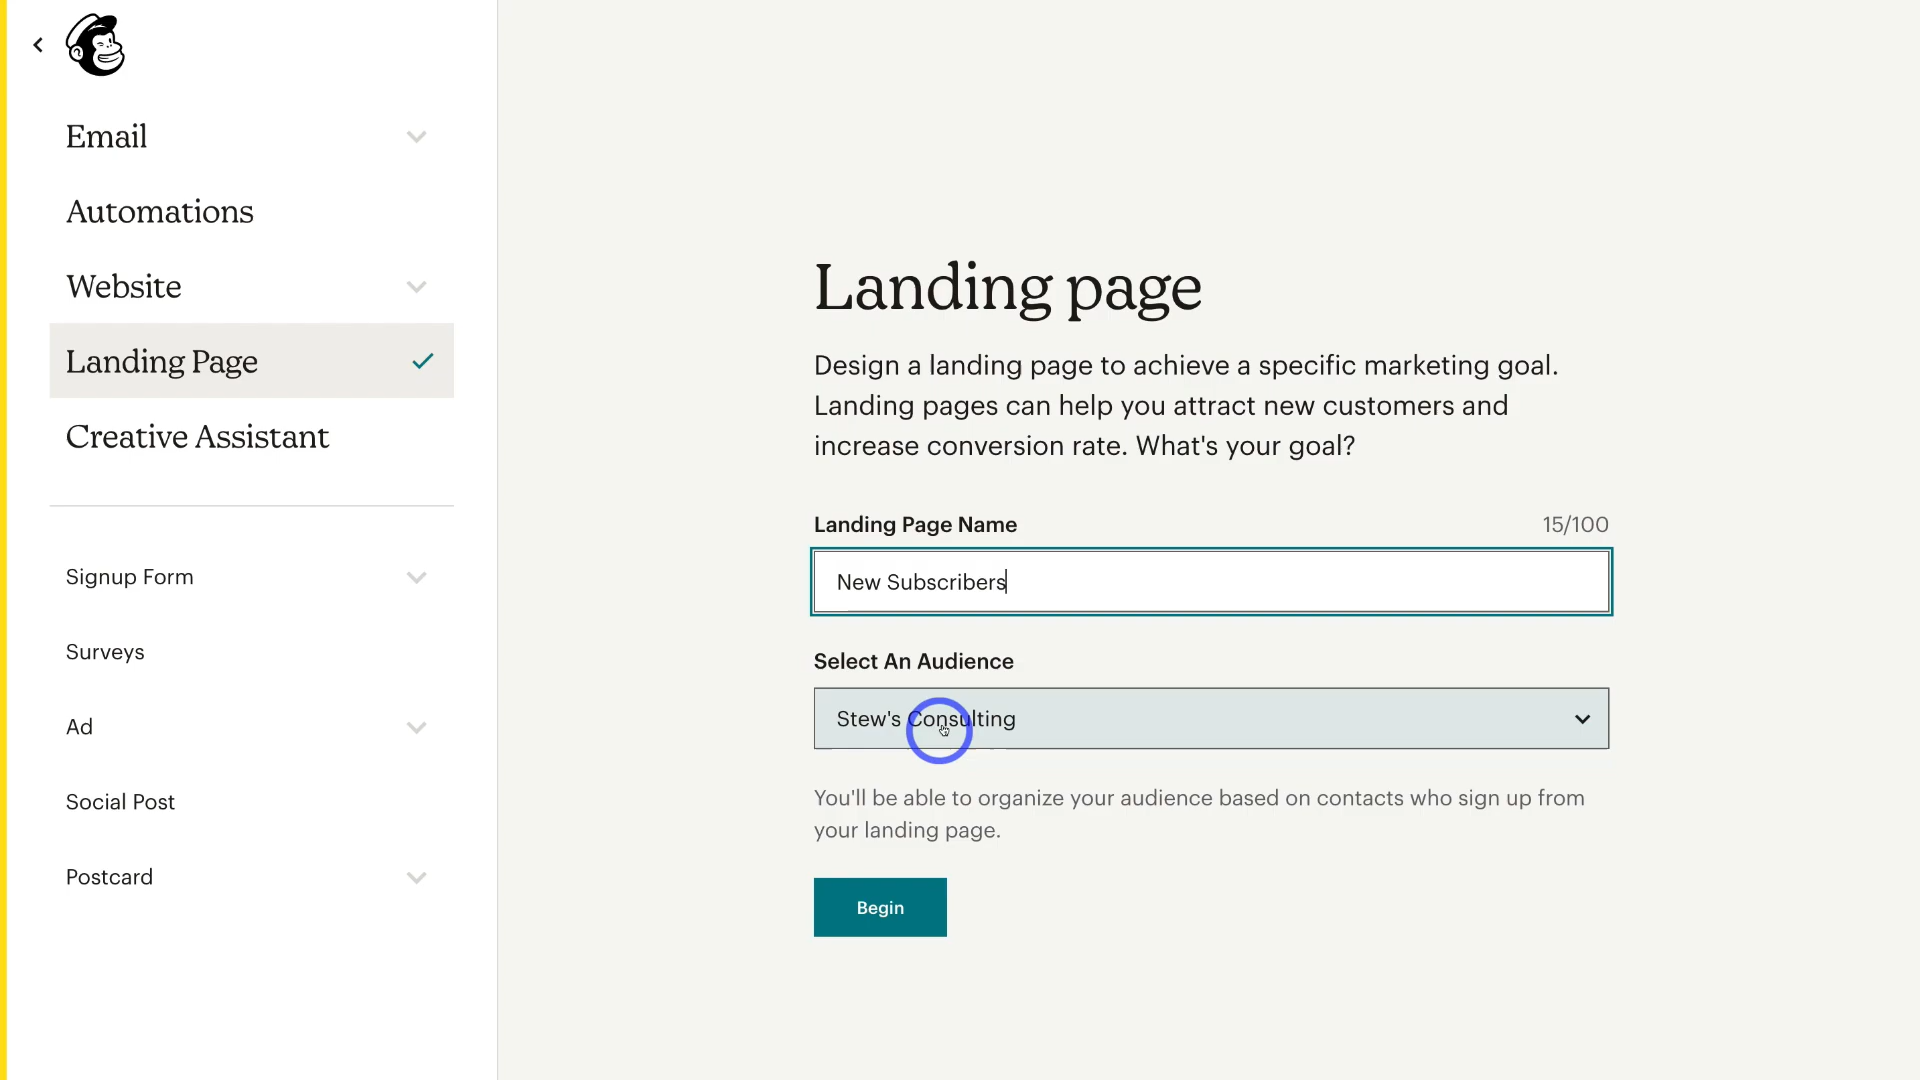 Email
Automations
Website
Landing Page
Creative Assistant
Signup Form
Surveys
Ad
Social Post
Postcard
Landing page
Design a landing page to achieve a specific marketing goal.
Landing pages can help you attract new customers and
increase conversion rate. What's your goal?
Landing Page Name 15/100
New Subscribers
Select An Audience
Stew's Consulting
You'll be able to organize your audience based on contacts who sign up from
your landing page.
Begin